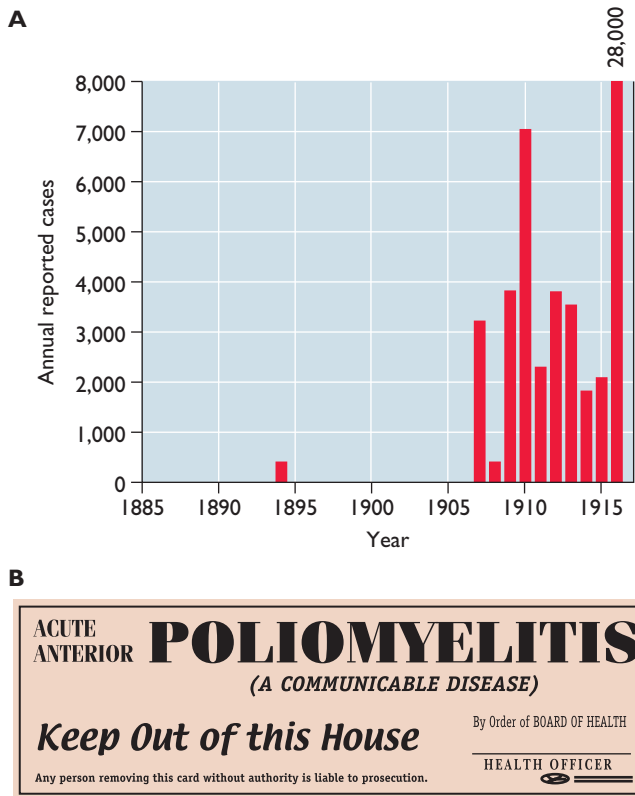 A
28,000
8,000
7,000
6,000
5,000
4,000
3,000
2,000
1,000
0
Annual reported cases
1885 1890 1895 1900 1905 1910 1915
Year
B
ACUTE
ANTERIOR
POLIOMYELITIS
(A COMMUNICABLE DISEASE)
Keep Out of this House
By Order of BOARD OF HEALTH
HEALTH OFFICER
Any person removing this card without authority is liable to prosecution.